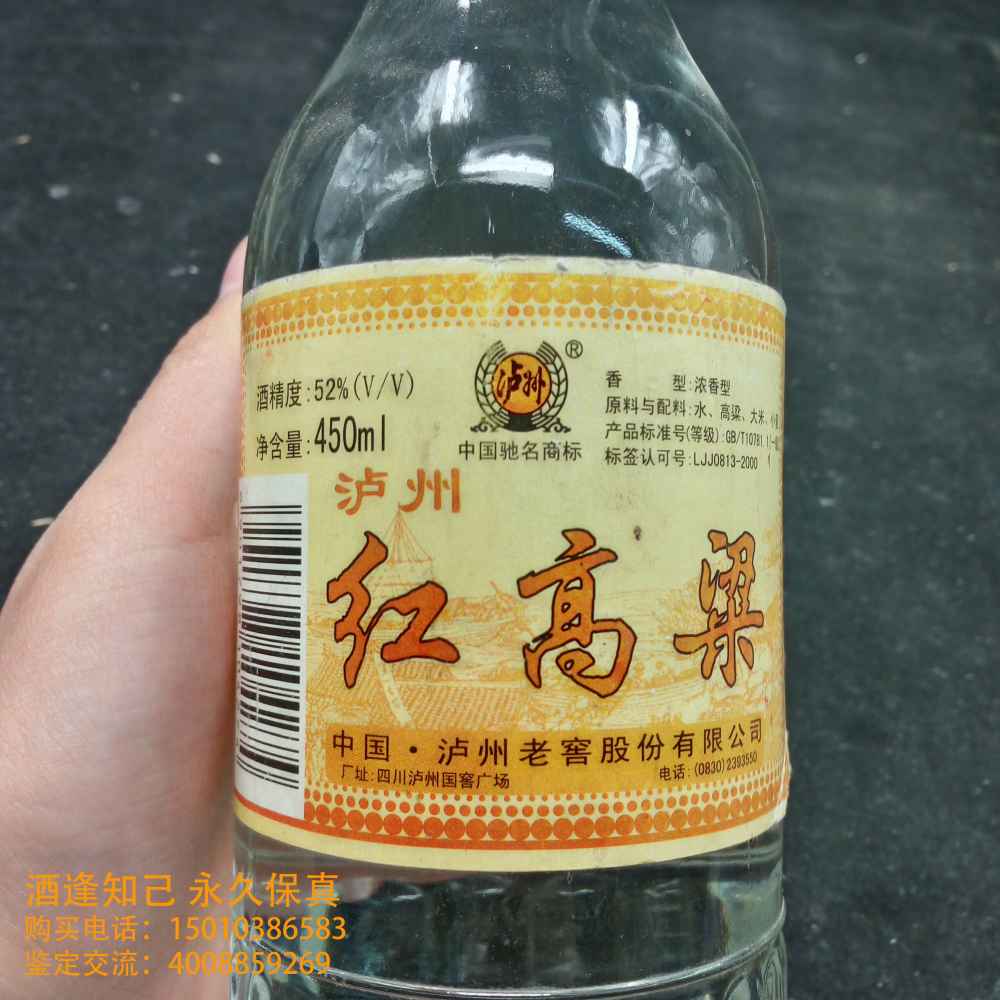 酒精度:52%(V/V)
净含量:450ml
泸州
®
中国驰名商标
香 型:浓香型
原料与配料:水、高粱、大米、小
产品标准号(等级):GB/T10781.1
标签认可号:LJJ0813-2000
泸州
红高粱
中国·泸州老窖股份有限公司
厂址:四川泸州国窖广场
电话:(0830)2393550
酒逢知己 永久保真
购买电话：15010386583
鉴定交流：4008859269